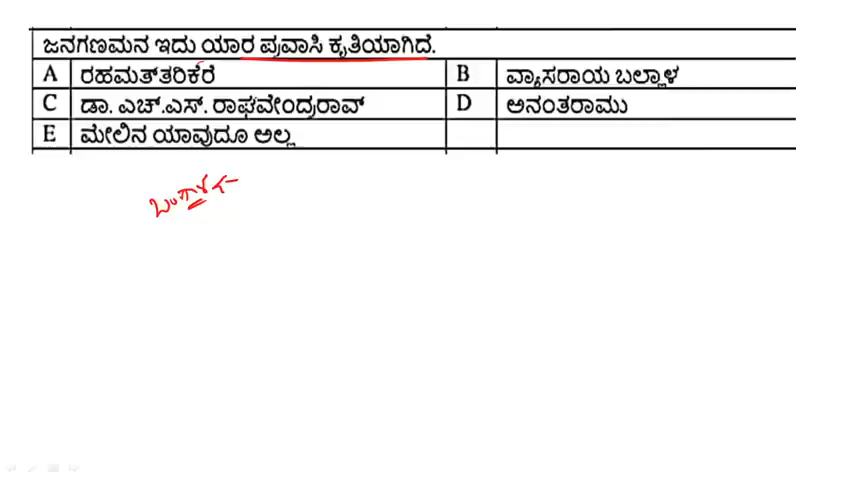 ಜನಗಣಮನ ಇದು ಯಾರ ಪ್ರವಾಸಿ ಕೃತಿಯಾಗಿದೆ.
A ರಹಮತ್‌ತರಿಕೆರೆ B ವ್ಯಾಸರಾಯ ಬಲ್ಲಾಳ
C ಡಾ. ಎಚ್.ಎಸ್. ರಾಘವೇಂದ್ರರಾವ್ D ಅನಂತರಾಮು
E ಮೇಲಿನ ಯಾವುದೂ ಅಲ್ಲ